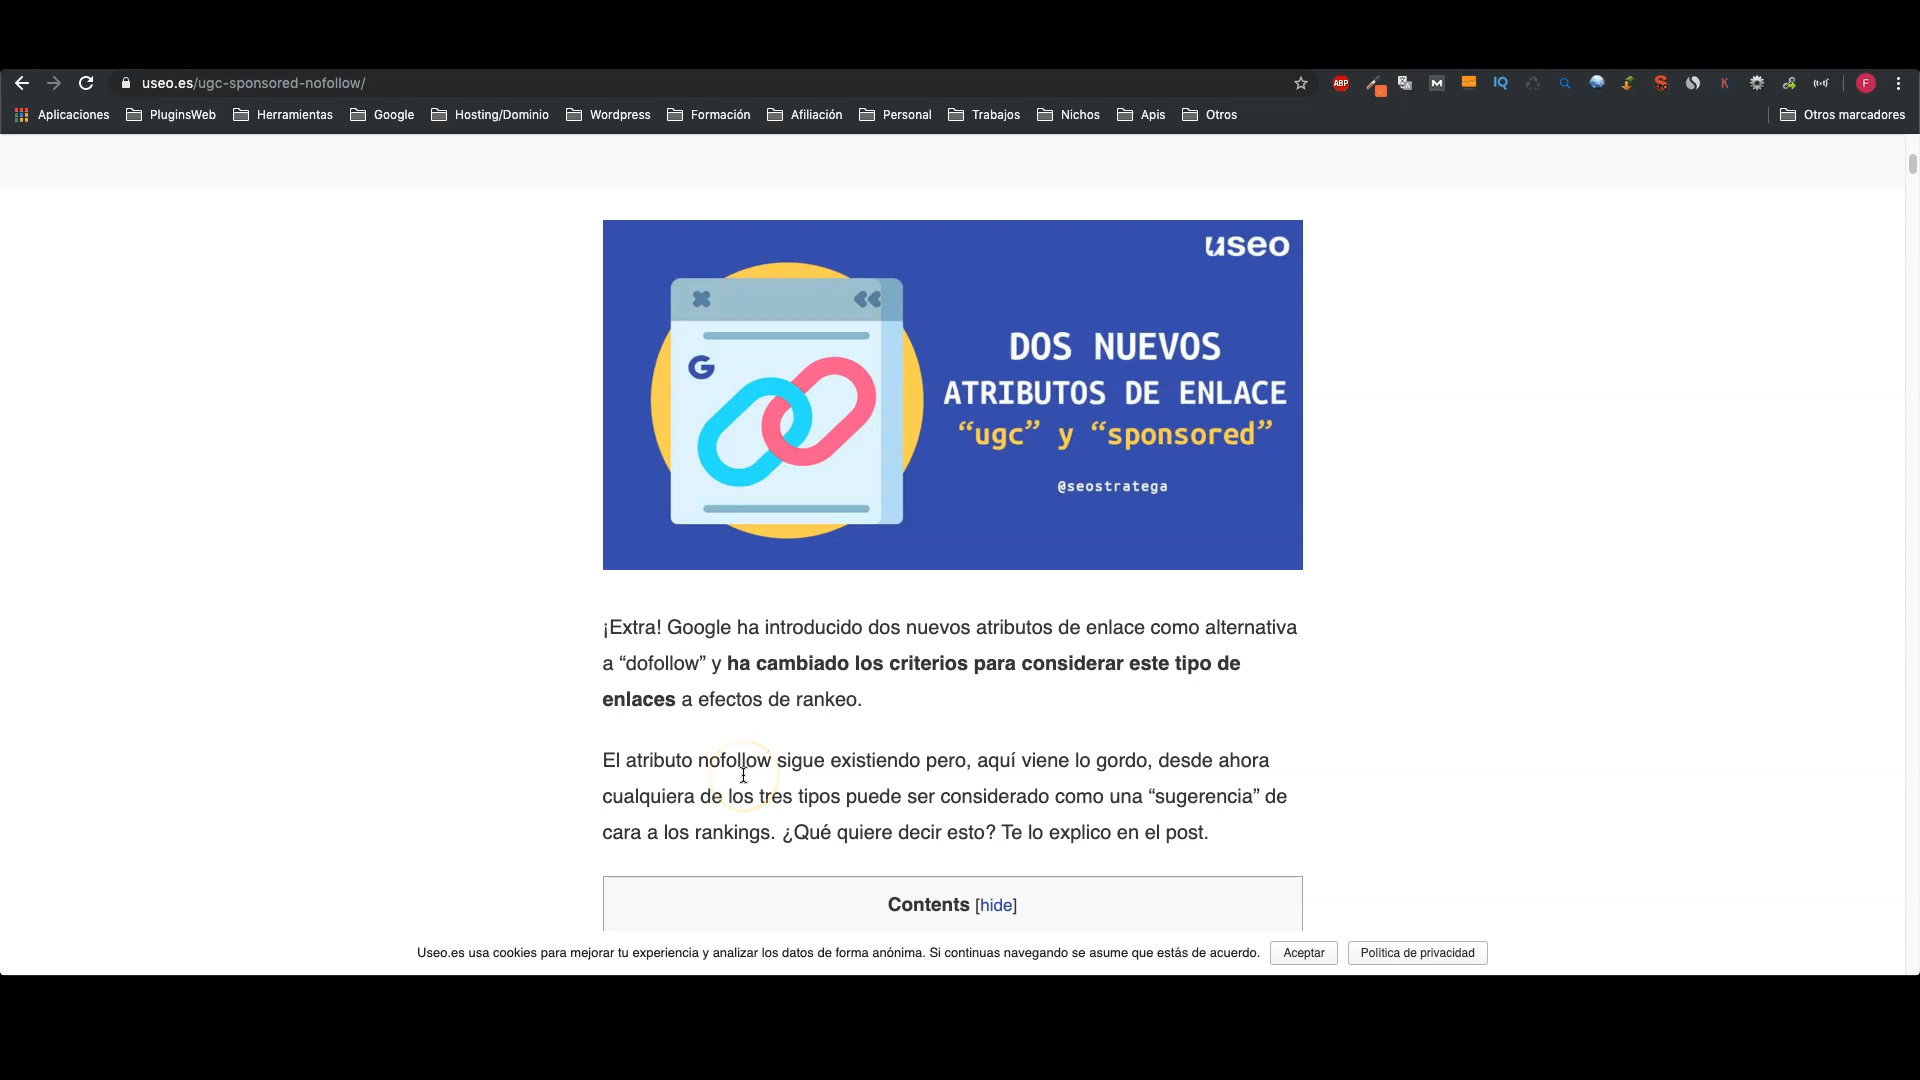 useo.es/ugc-sponsored-nofollow/
Aplicaciones PluginsWeb Herramientas Google Hosting/Dominio Wordpress Formación Afiliación Personal Trabajos Nichos Apis Otros Otros marcadores
useo
DOS NUEVOS
ATRIBUTOS DE ENLACE
“ugc” y “sponsored”
@seostratega
¡Extra! Google ha introducido dos nuevos atributos de enlace como alternativa
a “dofollow” y ha cambiado los criterios para considerar este tipo de
enlaces a efectos de rankeo.
El atributo nofollow sigue existiendo pero, aquí viene lo gordo, desde ahora
cualquiera de los tres tipos puede ser considerado como una “sugerencia” de
cara a los rankings. ¿Qué quiere decir esto? Te lo explico en el post.
Contents [hide]
Useo.es usa cookies para mejorar tu experiencia y analizar los datos de forma anónima. Si continuas navegando se asume que estás de acuerdo. Aceptar Política de privacidad